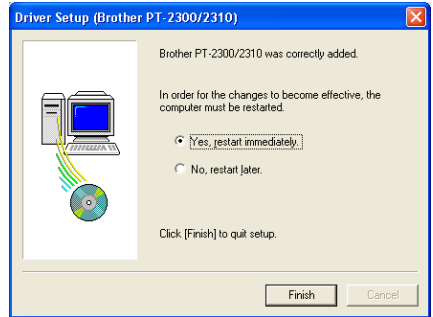 Driver Setup (Brother PT-2300/2310)
Brother PT-2300/2310 was correctly added.
In order for the changes to become effective, the
computer must be restarted.
Yes, restart immediately.
No, restart later.
Click [Finish] to quit setup.
Finish
Cancel